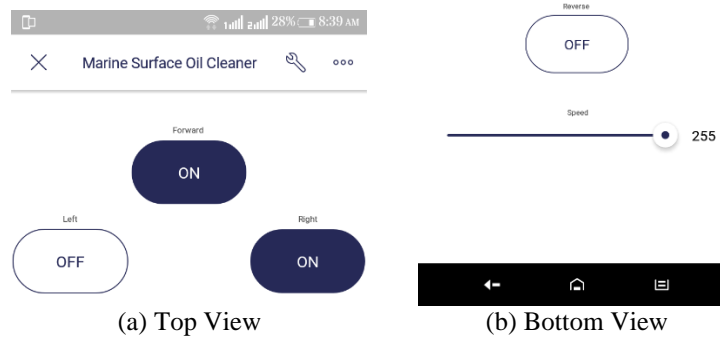 28% 8:39 AM
Marine Surface Oil Cleaner
Forward
ON
Left
Right
OFF
ON
(a) Top View
Reverse
OFF
Speed
255
(b) Bottom View